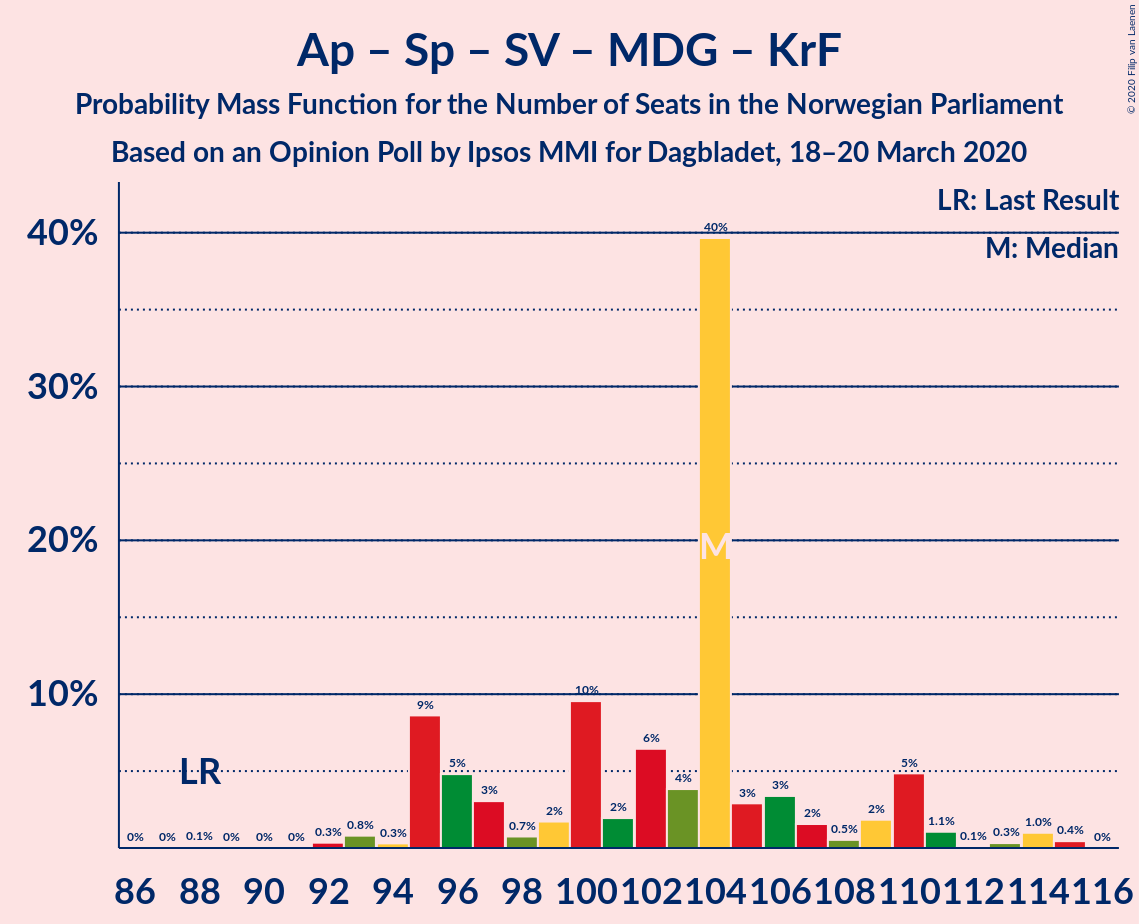 Ap – Sp – SV – MDG – KrF
Probability Mass Function for the Number of Seats in the Norwegian Parliament
Based on an Opinion Poll by Ipsos MMI for Dagbladet, 18–20 March 2020
© 2020 Filip van Laenen
LR: Last Result
M: Median
40%
30%
20%
10%
LR
M
0% 0% 0.1% 0% 0% 0% 0.3% 0.8% 0.3% 9% 5% 3% 0.7% 2% 10% 2% 6% 4% 40% 3% 3% 2% 0.5% 2% 5% 1.1% 0.1% 0.3% 1.0% 0.4% 0%
86 88 90 92 94 96 98 100 102 104 106 108 110 112 114 116